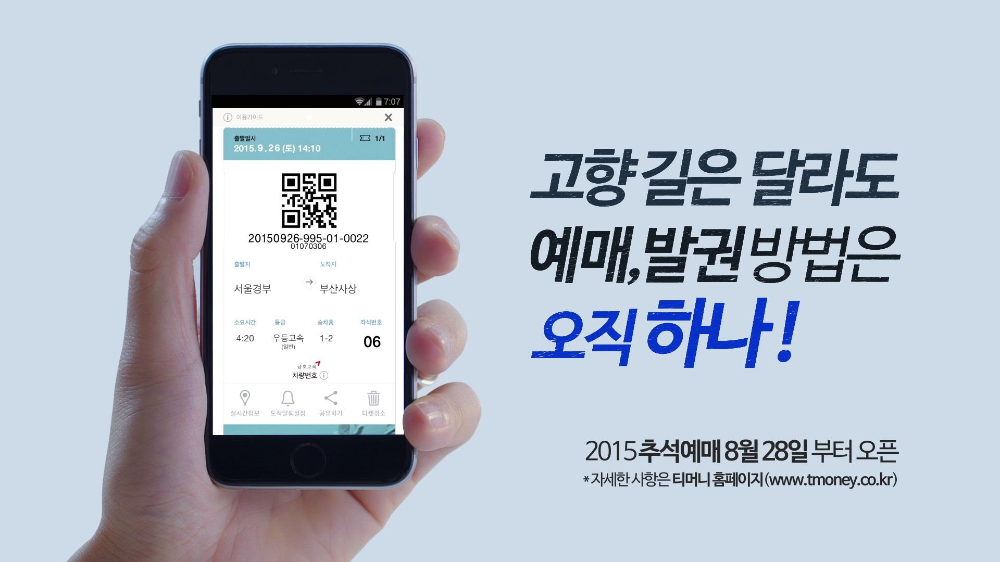 7:07
이용가이드
출발일시
1/1
2015.9.26 (토) 14:10
20150926-995-01-0022
01070306
출발지 도착지
서울경부 부산사상
소요시간 등급 승차홈 좌석번호
4:20 우등고속 1-2 06
(일반)
금호고속
차량번호
실시간정보 도착알림설정 공유하기 티켓취소
고향 길은 달라도
예매, 발권 방법은
오직 하나!
2015 추석예매 8월 28일 부터 오픈
* 자세한 사항은 티머니 홈페이지(www.tmoney.co.kr)